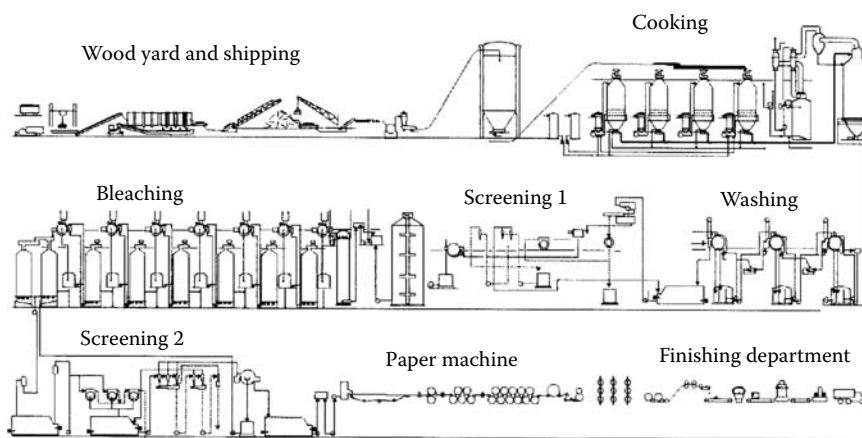 Wood yard and shipping
Cooking
Bleaching
Screening 1
Washing
Screening 2
Paper machine
Finishing department